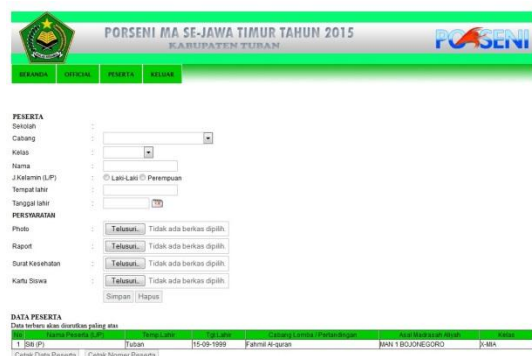 PORSENI MA SE-JAWA TIMUR TAHUN 2015
KABUPATEN TUBAN
PORSENI
BERANDA OFFICIAL PESERTA KELUAR
PESERTA
Sekolah :
Cabang :
Kelas :
Nama :
J.Kelamin (L/P) : Laki-Laki Perempuan
Tempat lahir :
Tanggal lahir :
PERSYARATAN
Photo : Telusuri.. Tidak ada berkas dipilih.
Raport : Telusuri.. Tidak ada berkas dipilih.
Surat Kesehatan : Telusuri.. Tidak ada berkas dipilih.
Kartu Siswa : Telusuri.. Tidak ada berkas dipilih.
Simpan Hapus
DATA PESERTA
Data terbaru akan diurutkan paling atas
No Nama Peserta (L/P) Temp.Lahir Tgl.Lahir Cabang Lomba / Pertandingan Asal Madrasah Aliyah Kelas
1 Siti (P) Tuban 15-09-1999 Fahmil Al-quran MAN 1 BOJONEGORO X-MIA
Cetak Data Peserta Cetak Nomer Peserta